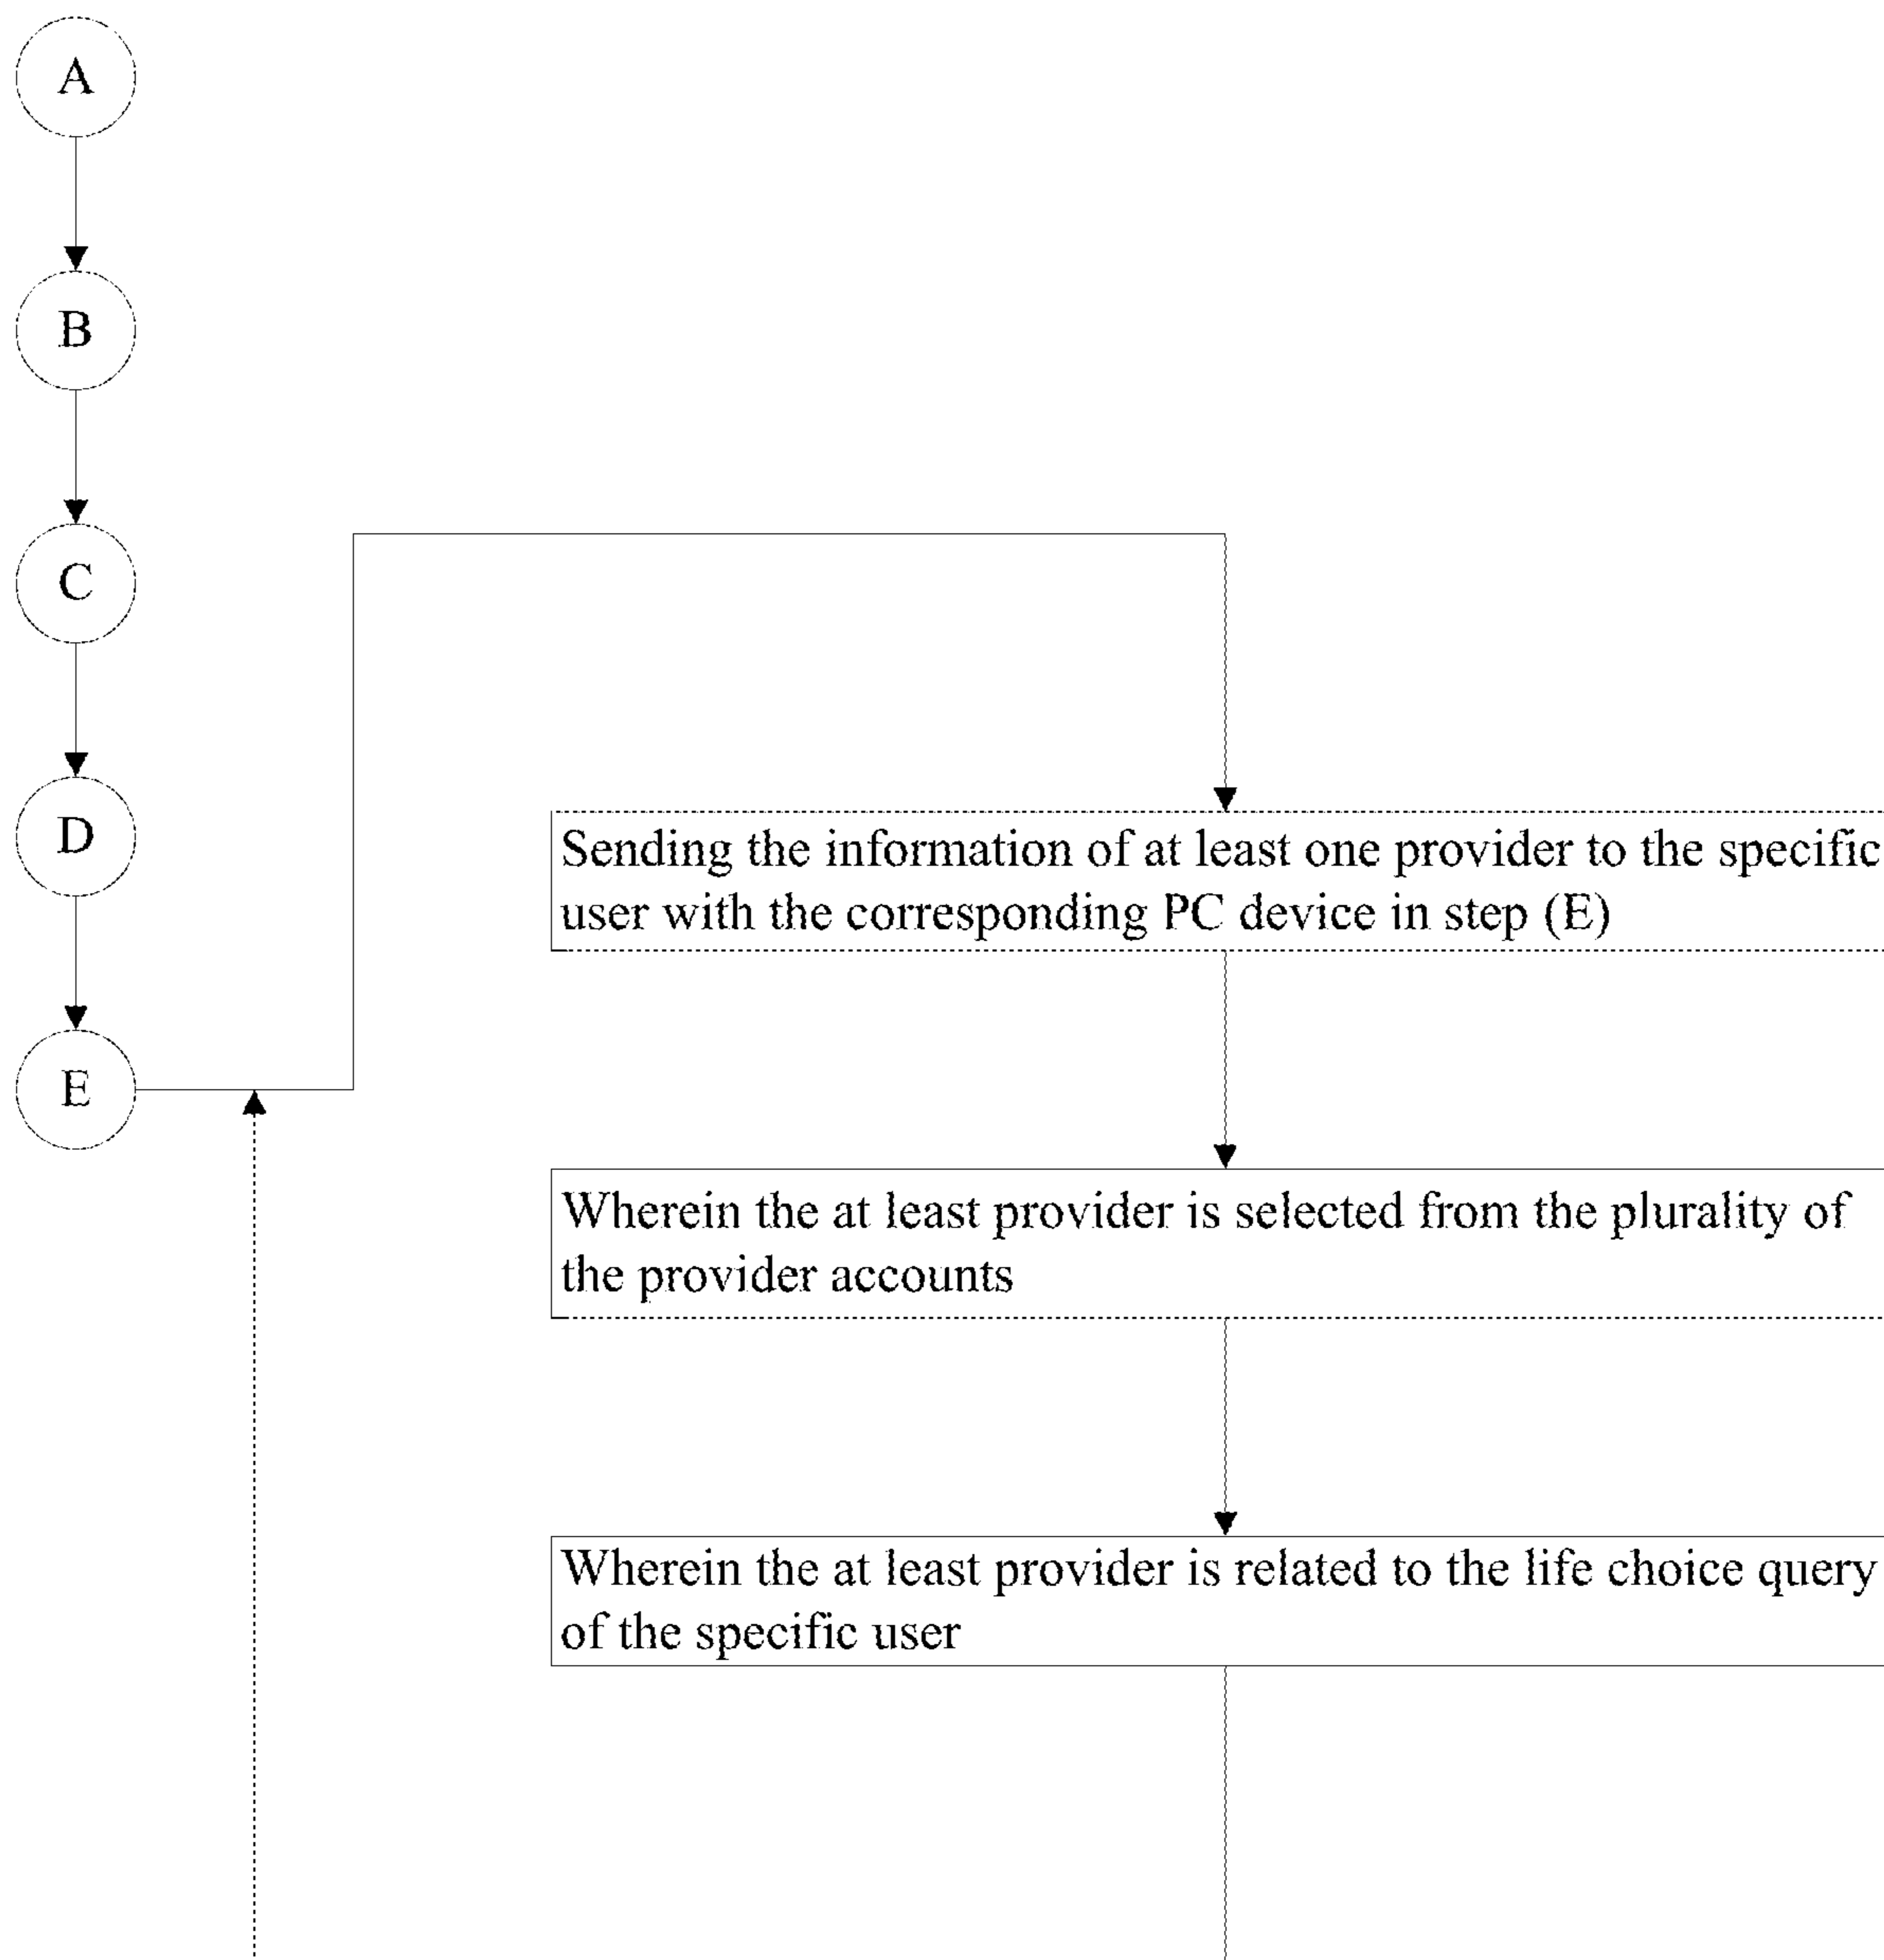 A
B
C
D
E
Sending the information of at least one provider to the specific
user with the corresponding PC device in step (E)
Wherein the at least provider is selected from the plurality of
the provider accounts
Wherein the at least provider is related to the life choice query
of the specific user